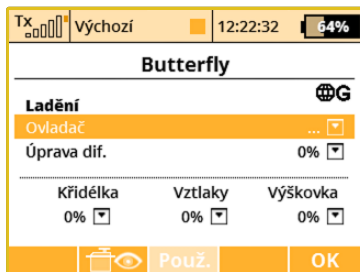 Tx Výchozí 12:22:32 64%
Butterfly
G
Ladění
Ovladač ...
Úprava dif. 0%
Křidélka Vztlaky Výškovka
0% 0% 0%
Použ. OK